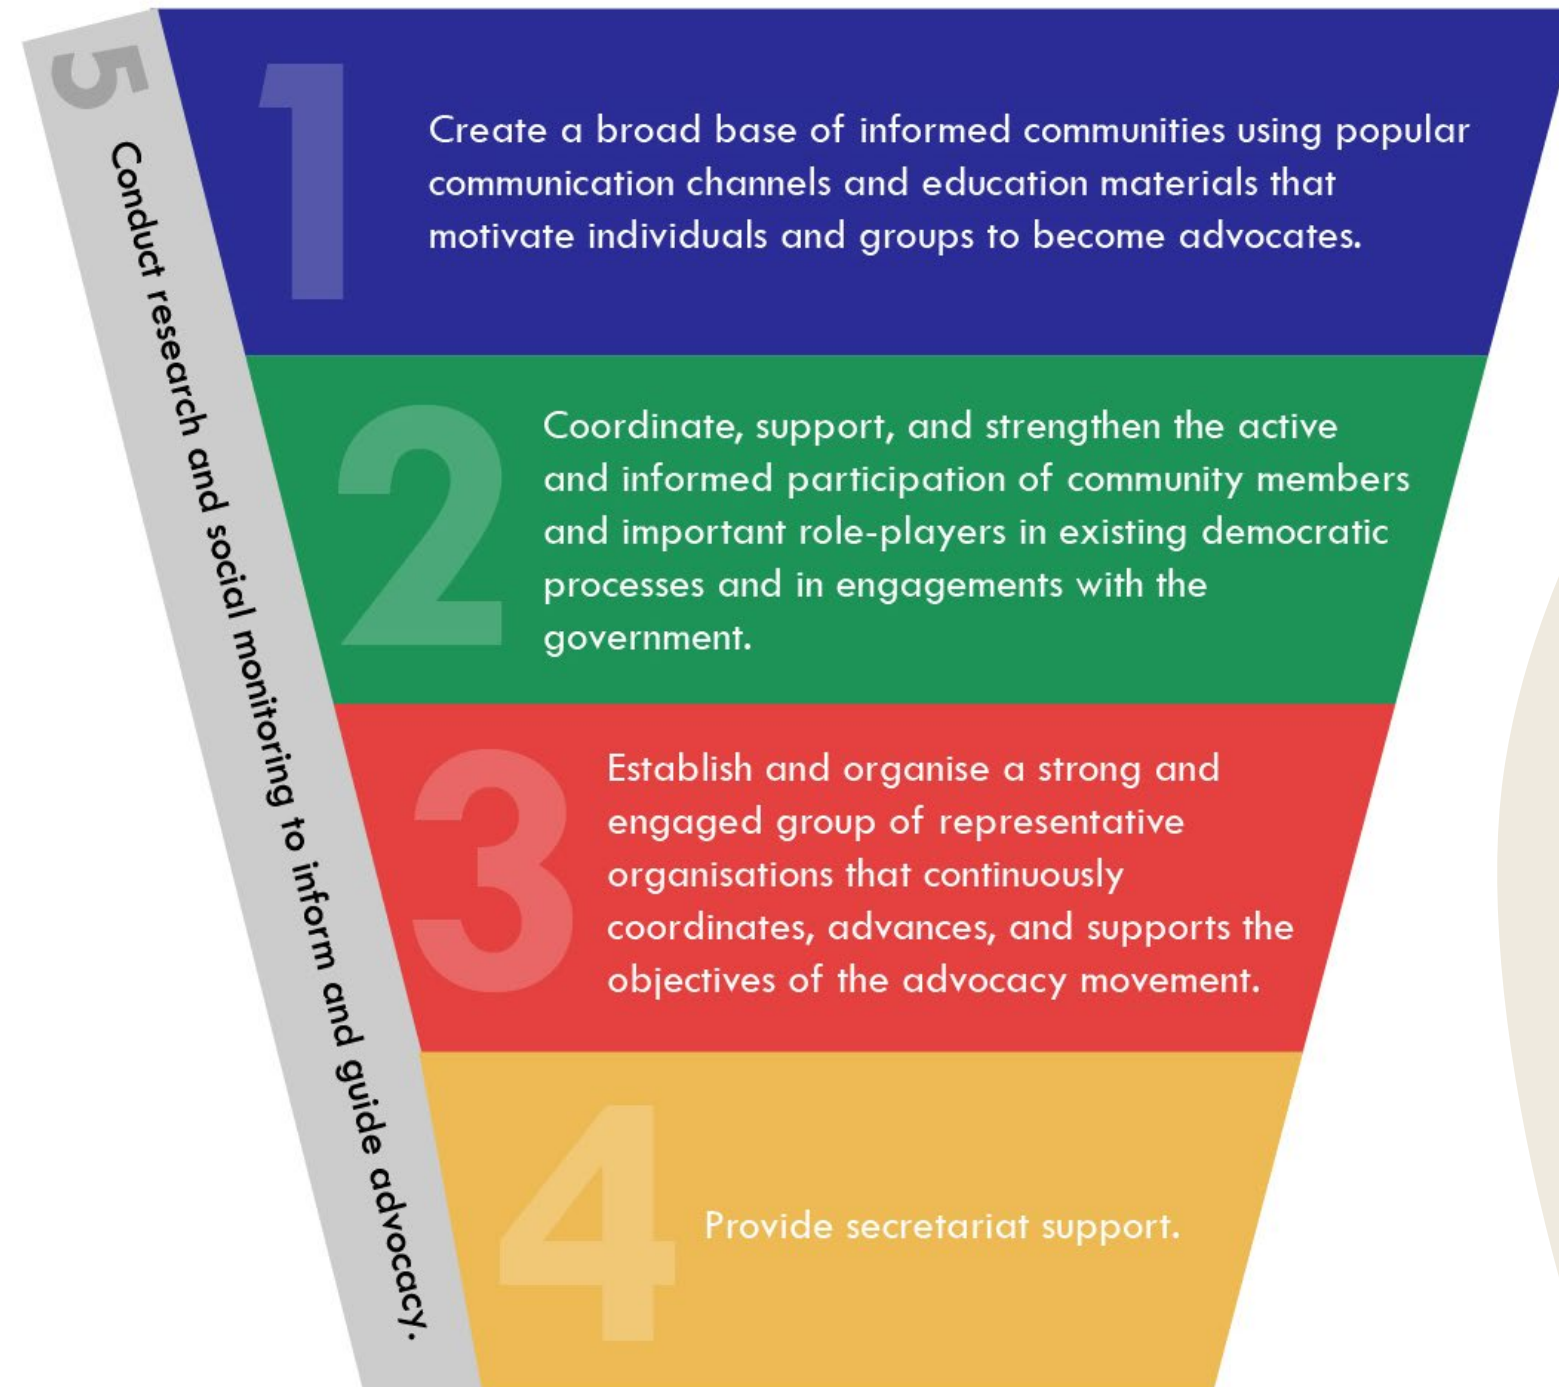 5
Conduct research and social monitoring to inform and guide advocacy.
1
Create a broad base of informed communities using popular
communication channels and education materials that
motivate individuals and groups to become advocates.
2
Coordinate, support, and strengthen the active
and informed participation of community members
and important role-players in existing democratic
processes and in engagements with the
government.
3
Establish and organise a strong and
engaged group of representative
organisations that continuously
coordinates, advances, and supports the
objectives of the advocacy movement.
4
Provide secretariat support.